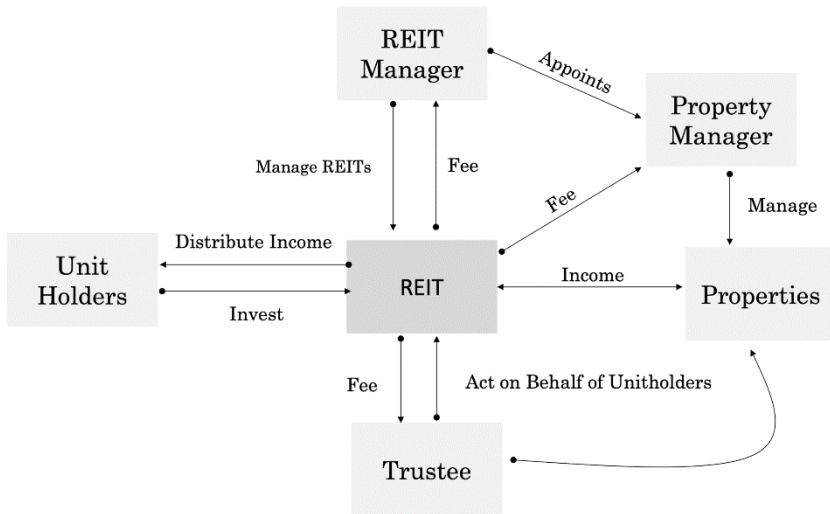 REIT
Manager
Appoints
Property
Manager
Manage REITs
Fee
Fee
Manage
Distribute Income
Unit
Holders
REIT
Income
Properties
Invest
Fee
Act on Behalf of Unitholders
Trustee